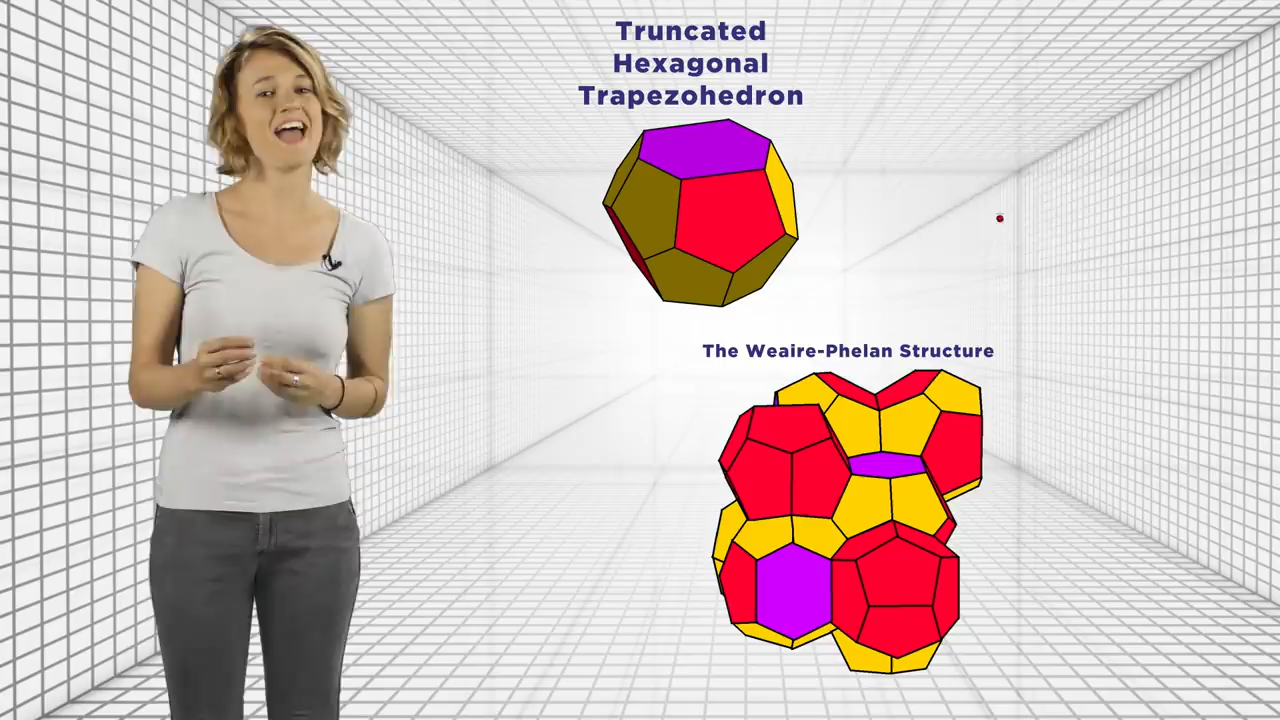 Truncated
Hexagonal
Trapezohedron
The Weaire-Phelan Structure